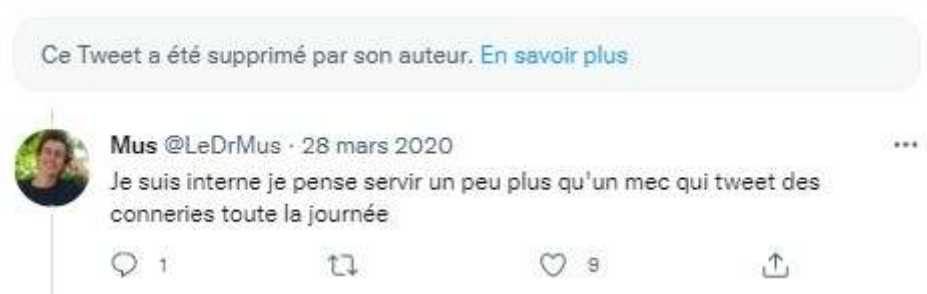 Ce Tweet a été supprimé par son auteur. En savoir plus
Mus @LeDrMus · 28 mars 2020
Je suis interne je pense servir un peu plus qu'un mec qui tweet des
conneries toute la journée
1 9